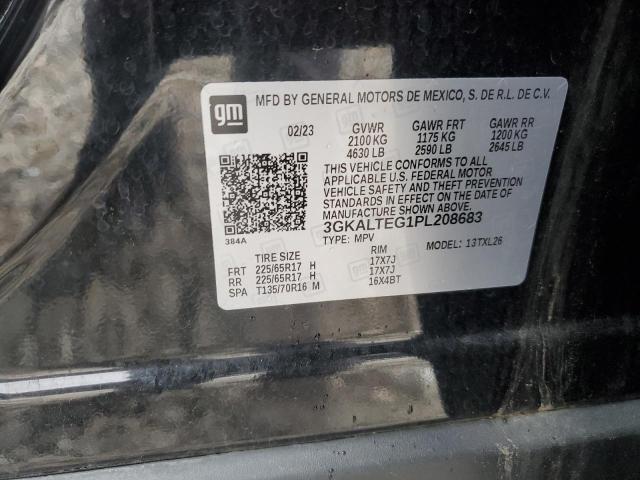 gm
MFD BY GENERAL MOTORS DE MEXICO, S. DE R.L. DE C.V.
02/23 GVWR GAWR FRT GAWR RR
2100 KG 1175 KG 1200 KG
4630 LB 2590 LB 2645 LB
THIS VEHICLE CONFORMS TO ALL
APPLICABLE U.S. FEDERAL MOTOR
VEHICLE SAFETY AND THEFT PREVENTION
STANDARDS IN EFFECT ON THE DATE OF
MANUFACTURE SHOWN ABOVE.
3GKALTEG1PL208683
384A
TYPE: MPV MODEL: 13TXL26
TIRE SIZE RIM
FRT 225/65R17 H 17X7J
RR 225/65R17 H 17X7J
SPA T135/70R16 M 16X4BT